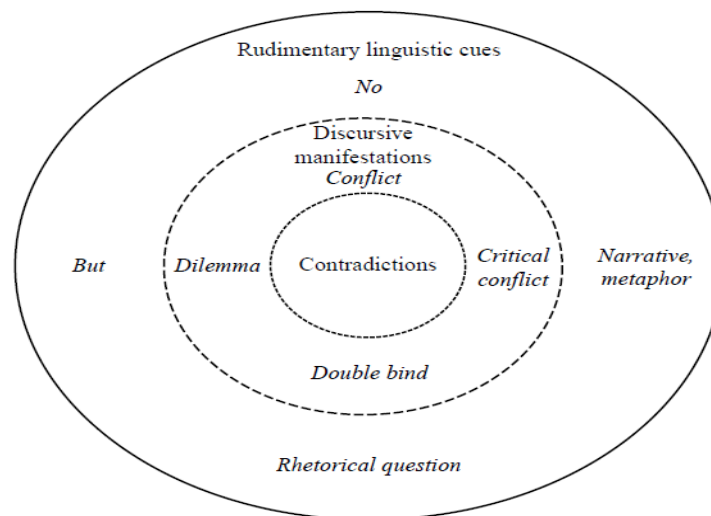 Rudimentary linguistic cues
No
Discursive
manifestations
Conflict
But
Dilemma
Contradictions
Critical
conflict
Narrative,
metaphor
Double bind
Rhetorical question